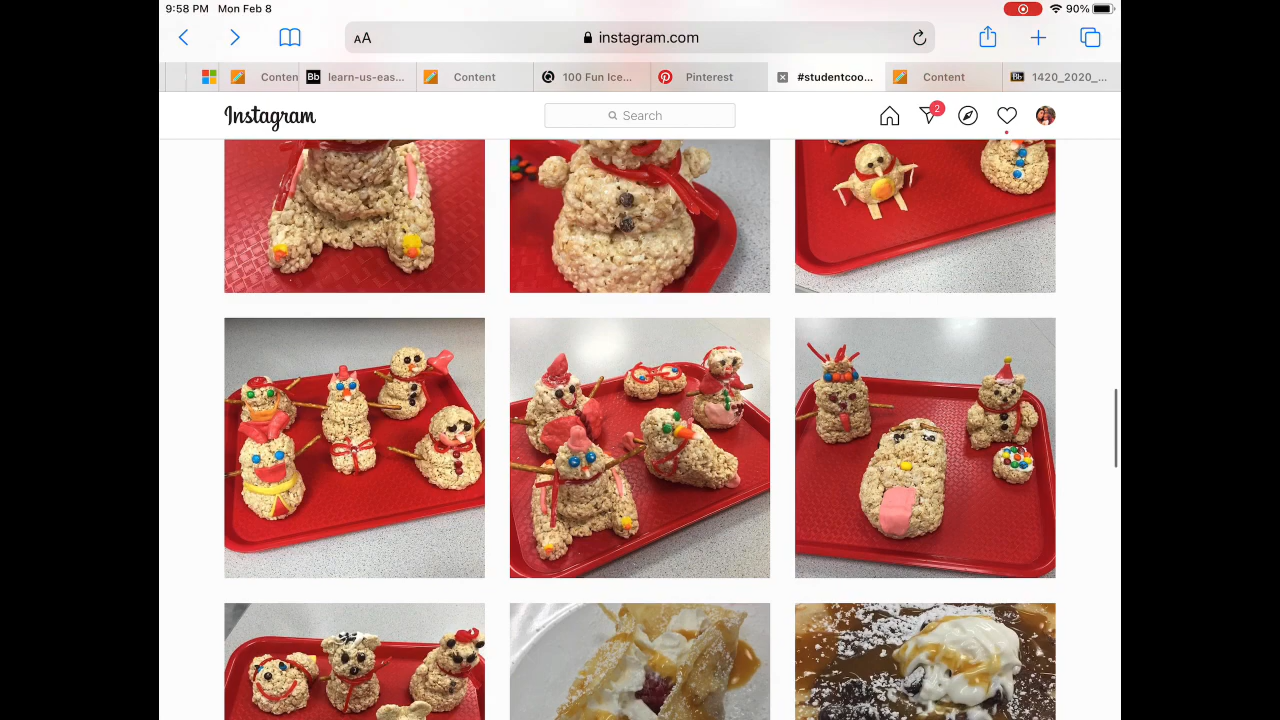 9:58 PM Mon Feb 8 90%
AA instagram.com
Conten learn-us-eas... Content 100 Fun Ice... Pinterest #studentcoo... Content 1420_2020_...
Instagram Search 2